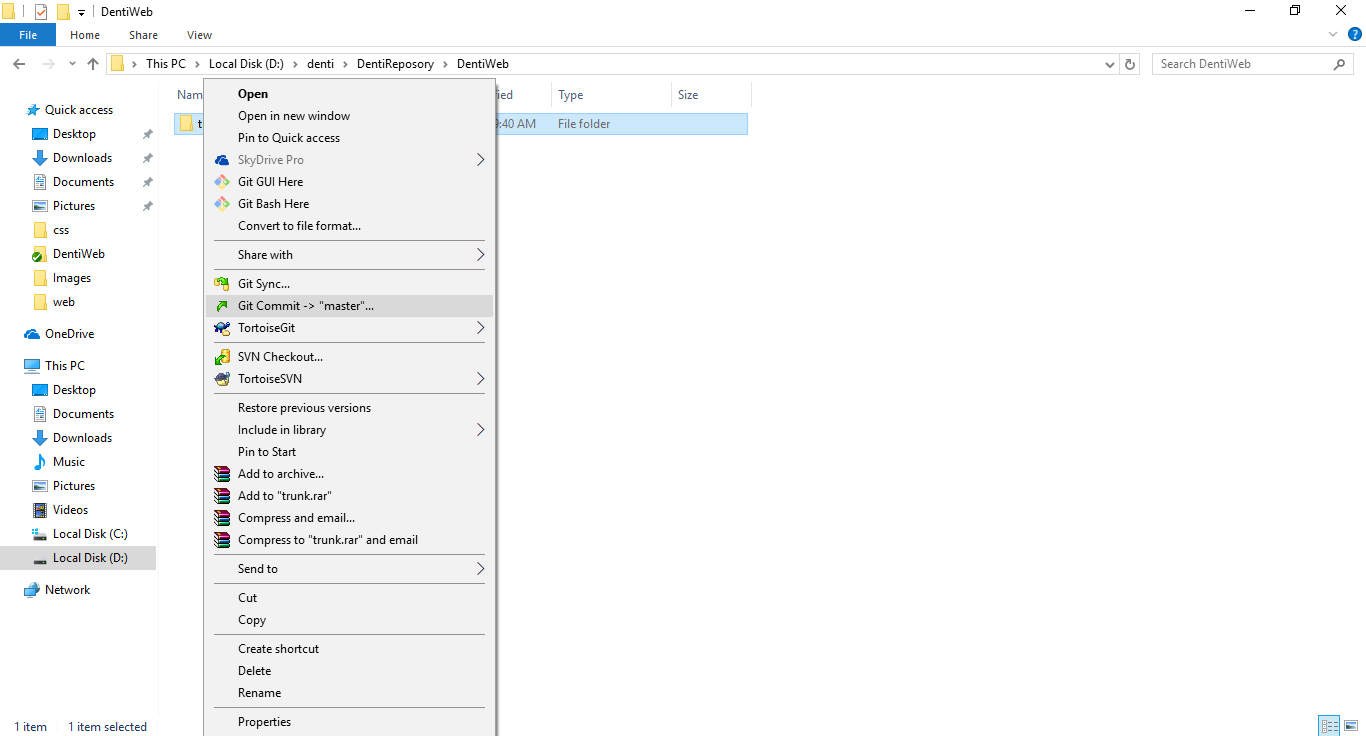 DentiWeb
File Home Share View
This PC Local Disk (D:) denti DentiReposory DentiWeb
Search DentiWeb
Quick access
Desktop
Downloads
Documents
Pictures
css
DentiWeb
Images
web
OneDrive
This PC
Desktop
Documents
Downloads
Music
Pictures
Videos
Local Disk (C:)
Local Disk (D:)
Network
Type Size
9:40 AM File folder
Open
Open in new window
Pin to Quick access
SkyDrive Pro
Git GUI Here
Git Bash Here
Convert to file format...
Share with
Git Sync...
Git Commit -> "master"...
TortoiseGit
SVN Checkout...
TortoiseSVN
Restore previous versions
Include in library
Pin to Start
Add to archive...
Add to "trunk.rar"
Compress and email...
Compress to "trunk.rar" and email
Send to
Cut
Copy
Create shortcut
Delete
Rename
Properties
1 item 1 item selected